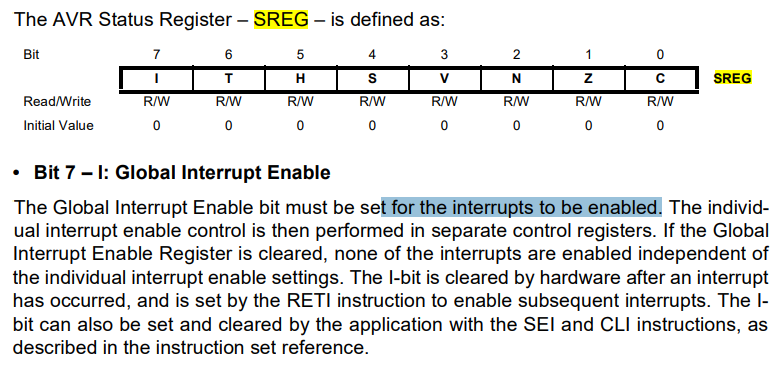 The AVR Status Register – SREG – is defined as:
Bit 7 6 5 4 3 2 1 0
I T H S V N Z C SREG
Read/Write R/W R/W R/W R/W R/W R/W R/W R/W
Initial Value 0 0 0 0 0 0 0 0
• Bit 7 – I: Global Interrupt Enable
The Global Interrupt Enable bit must be set for the interrupts to be enabled. The individ-
ual interrupt enable control is then performed in separate control registers. If the Global
Interrupt Enable Register is cleared, none of the interrupts are enabled independent of
the individual interrupt enable settings. The I-bit is cleared by hardware after an interrupt
has occurred, and is set by the RETI instruction to enable subsequent interrupts. The I-
bit can also be set and cleared by the application with the SEI and CLI instructions, as
described in the instruction set reference.